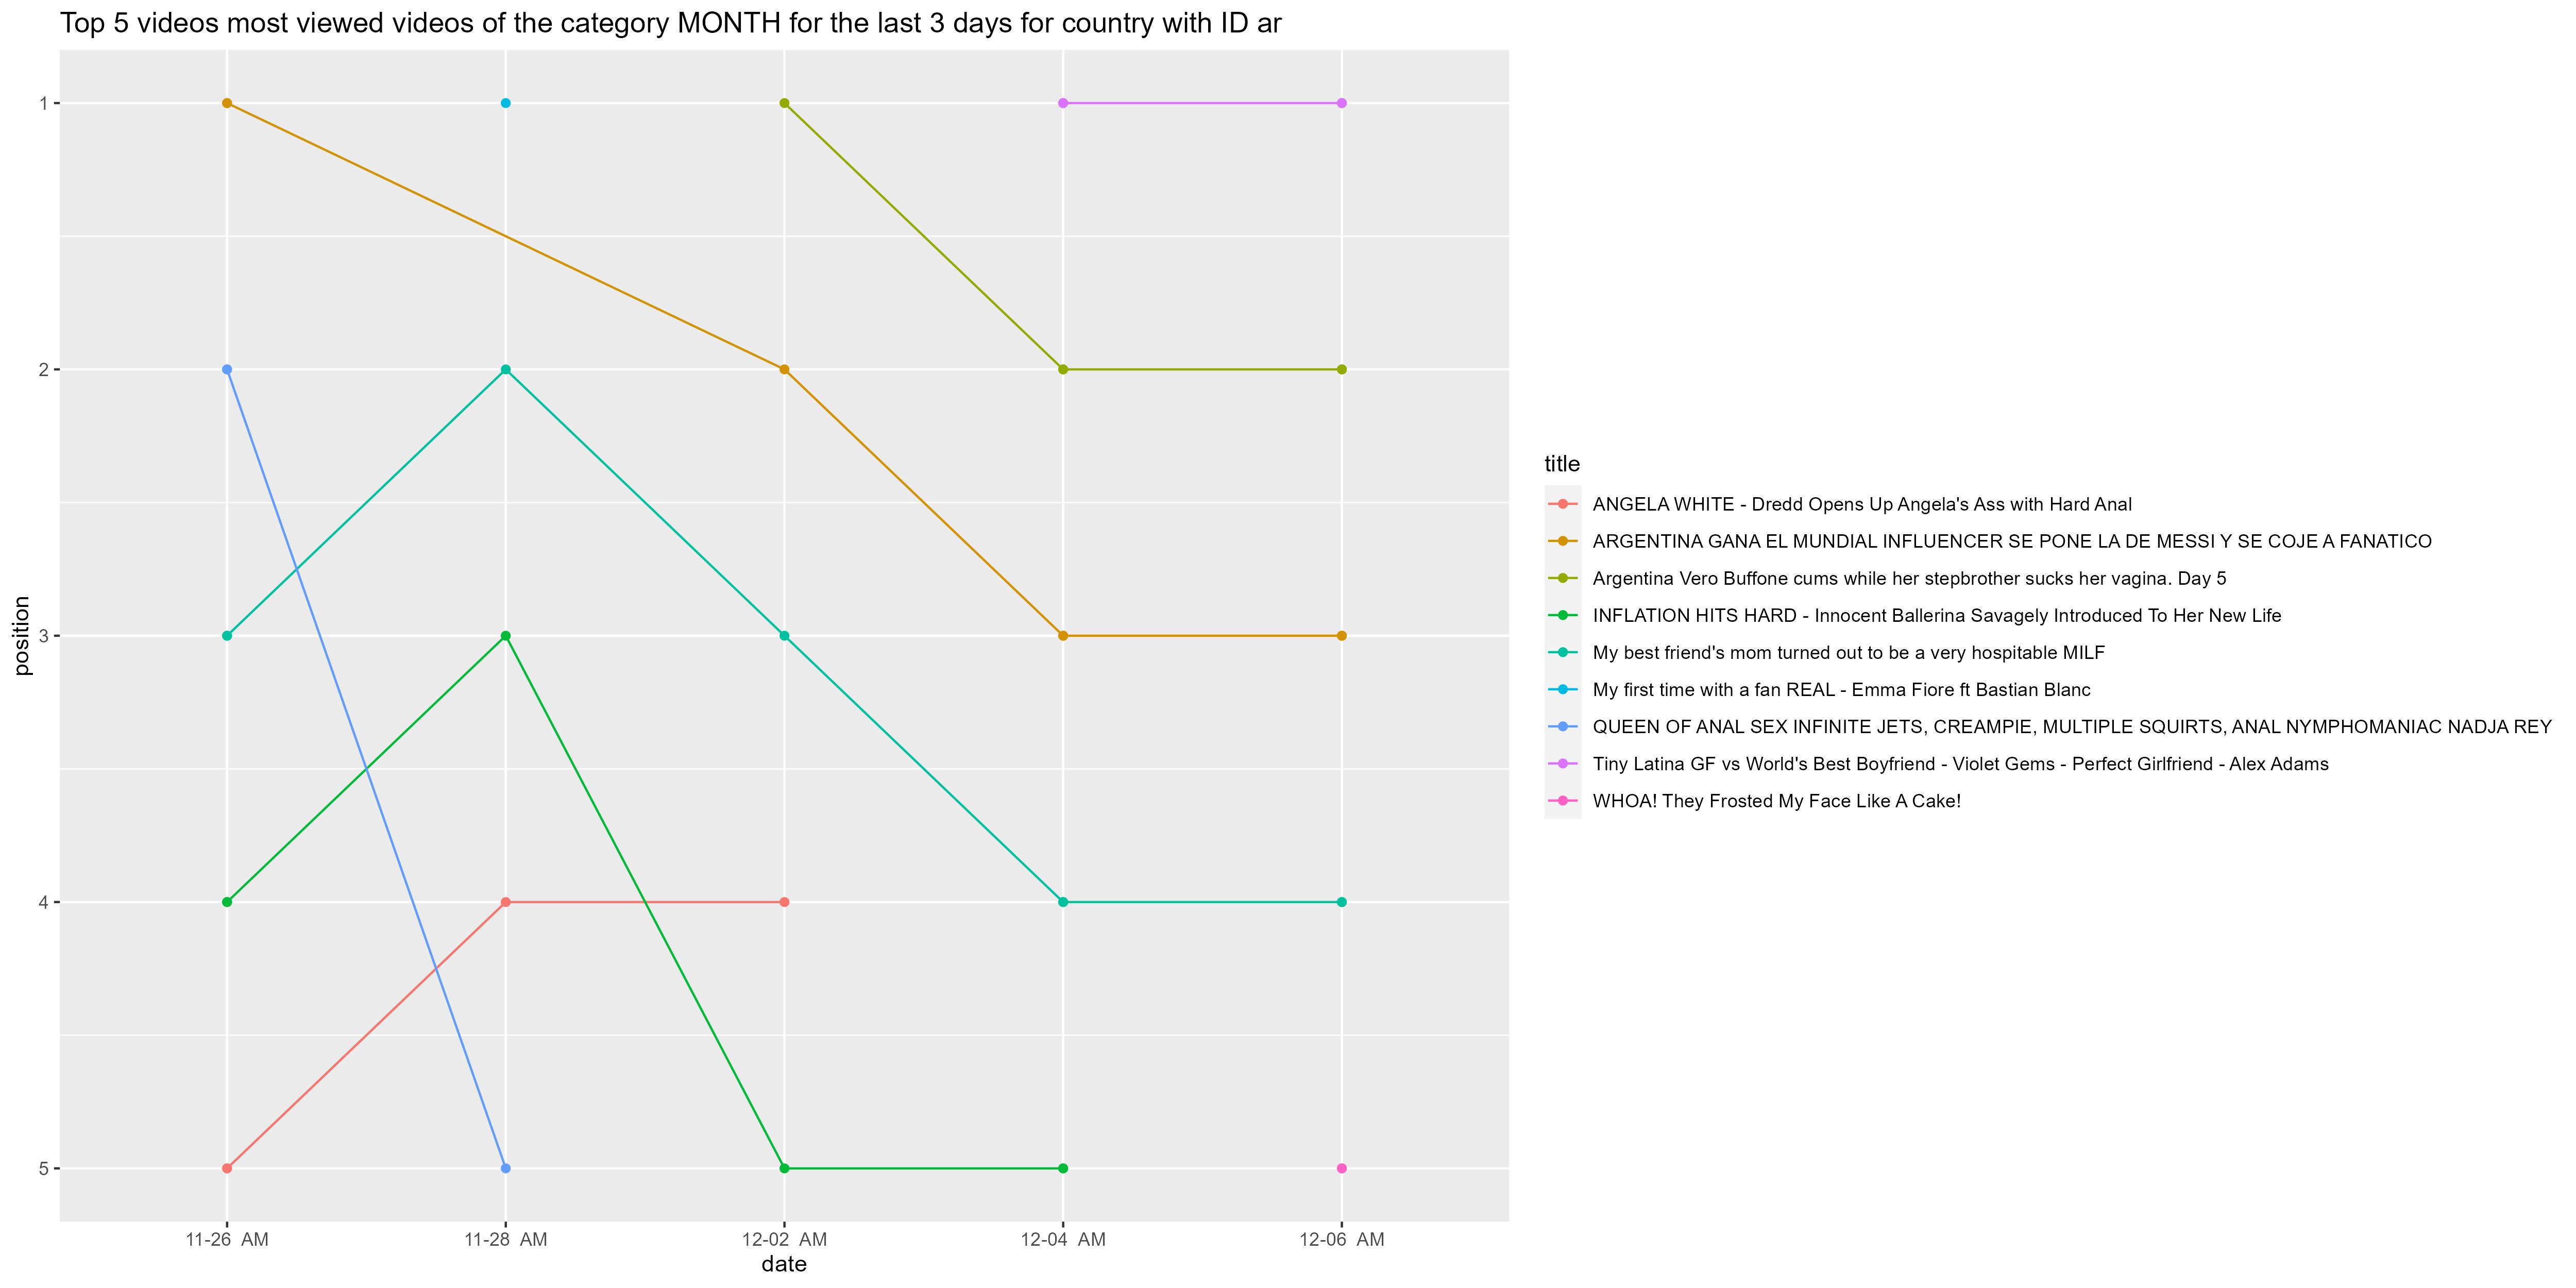 Top 5 videos most viewed videos of the category MONTH for the last 3 days for country with ID ar
1
2
3
4
5
position
11-26 AM
11-28 AM
12-02 AM
12-04 AM
12-06 AM
date
title
ANGELA WHITE - Dredd Opens Up Angela's Ass with Hard Anal
ARGENTINA GANA EL MUNDIAL INFLUENCER SE PONE LA DE MESSI Y SE COJE A FANATICO
Argentina Vero Buffone cums while her stepbrother sucks her vagina. Day 5
INFLATION HITS HARD - Innocent Ballerina Savagely Introduced To Her New Life
My best friend's mom turned out to be a very hospitable MILF
My first time with a fan REAL - Emma Fiore ft Bastian Blanc
QUEEN OF ANAL SEX INFINITE JETS, CREAMPIE, MULTIPLE SQUIRTS, ANAL NYMPHOMANIAC NADJA REY
Tiny Latina GF vs World's Best Boyfriend - Violet Gems - Perfect Girlfriend - Alex Adams
WHOA! They Frosted My Face Like A Cake!